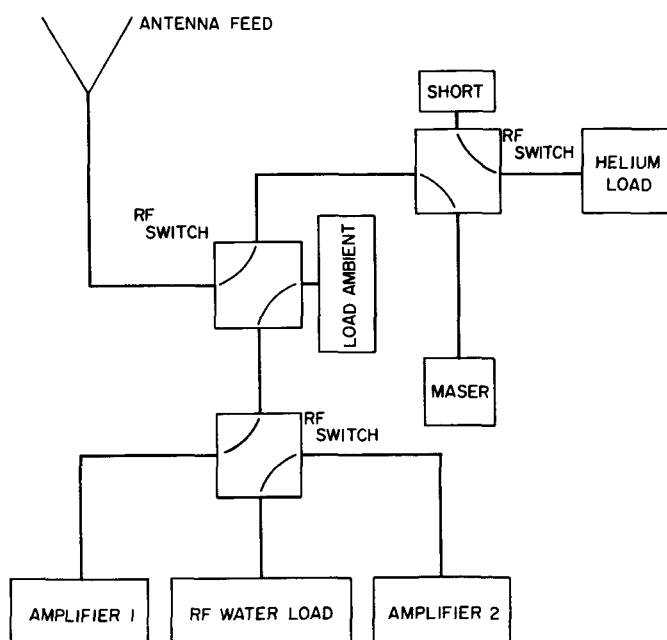 ANTENNA FEED
SHORT
RF
SWITCH
HELIUM
LOAD
RF
SWITCH
LOAD AMBIENT
MASER
RF
SWITCH
AMPLIFIER 1
RF WATER LOAD
AMPLIFIER 2